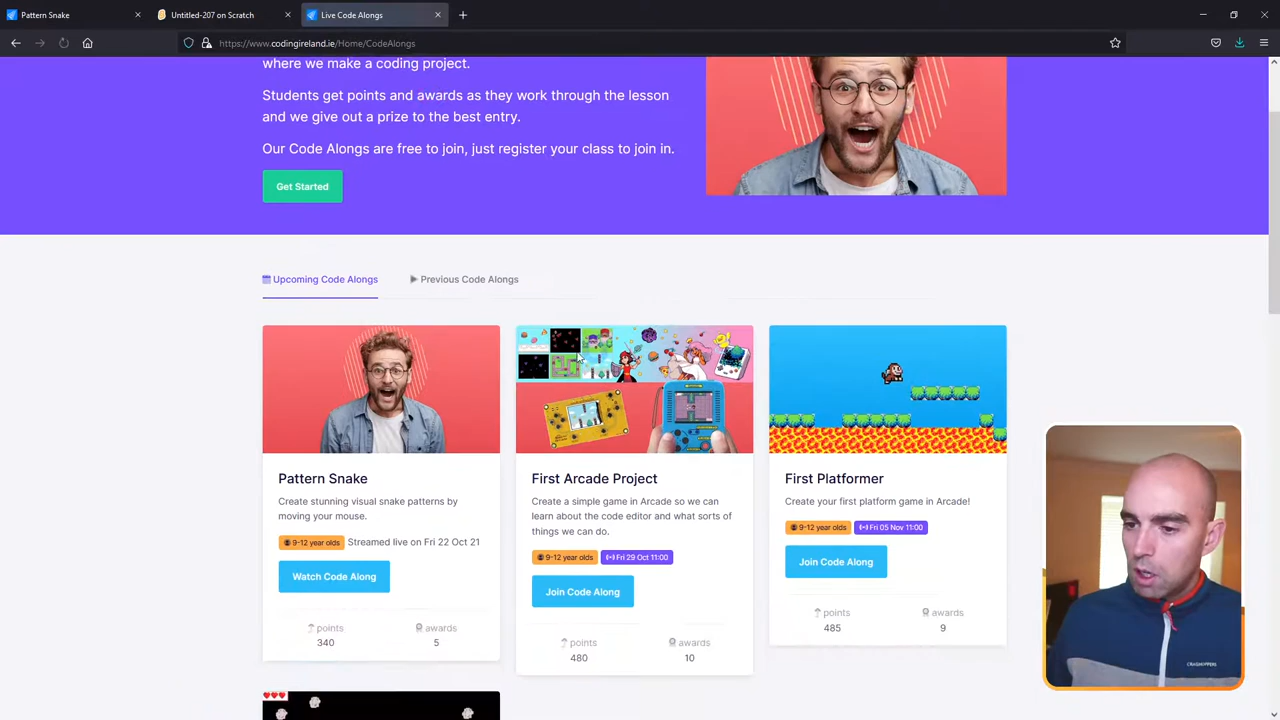 Pattern Snake
Untitled-207 on Scratch
Live Code Alongs
https://www.codingireland.ie/Home/CodeAlongs
where we make a coding project.
Students get points and awards as they work through the lesson
and we give out a prize to the best entry.
Our Code Alongs are free to join, just register your class to join in.
Get Started
Upcoming Code Alongs
Previous Code Alongs
Pattern Snake
Create stunning visual snake patterns by
moving your mouse.
9-12 year olds Streamed live on Fri 22 Oct 21
Watch Code Along
points awards
340 5
First Arcade Project
Create a simple game in Arcade so we can
learn about the code editor and what sorts of
things we can do.
9-12 year olds Fri 29 Oct 11:00
Join Code Along
points awards
480 10
First Platformer
Create your first platform game in Arcade!
9-12 year olds Fri 05 Nov 11:00
Join Code Along
points awards
485 9
CRAGHOPPERS